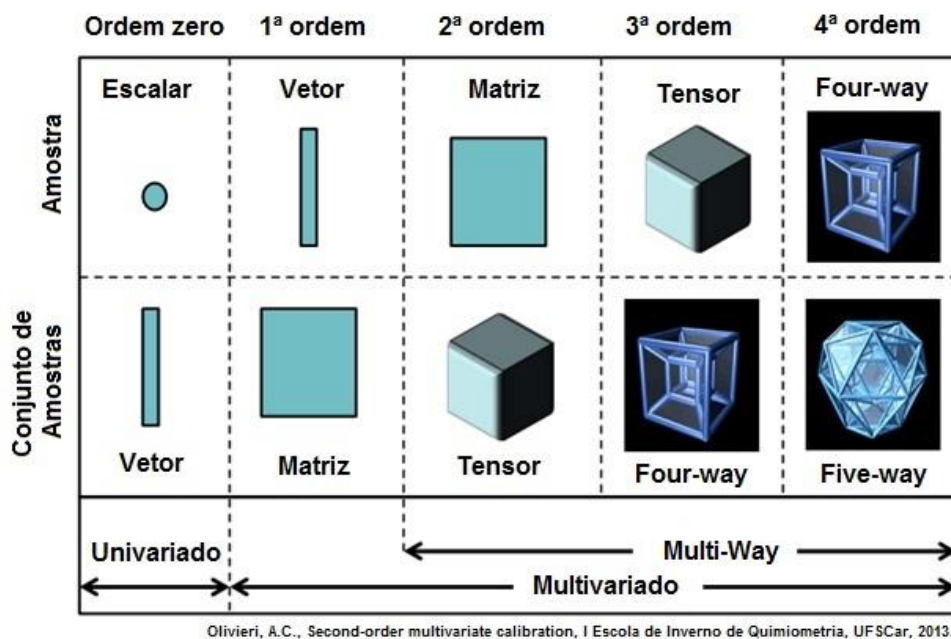 Ordem zero 1ª ordem 2ª ordem 3ª ordem 4ª ordem
Amostra
Escalar Vetor Matriz Tensor Four-way
Conjunto de
Amostras
Vetor Matriz Tensor Four-way Five-way
Univariado Multi-Way
Multivariado
Olivieri, A.C., Second-order multivariate calibration, I Escola de Inverno de Quimiometria, UFSCar, 2013